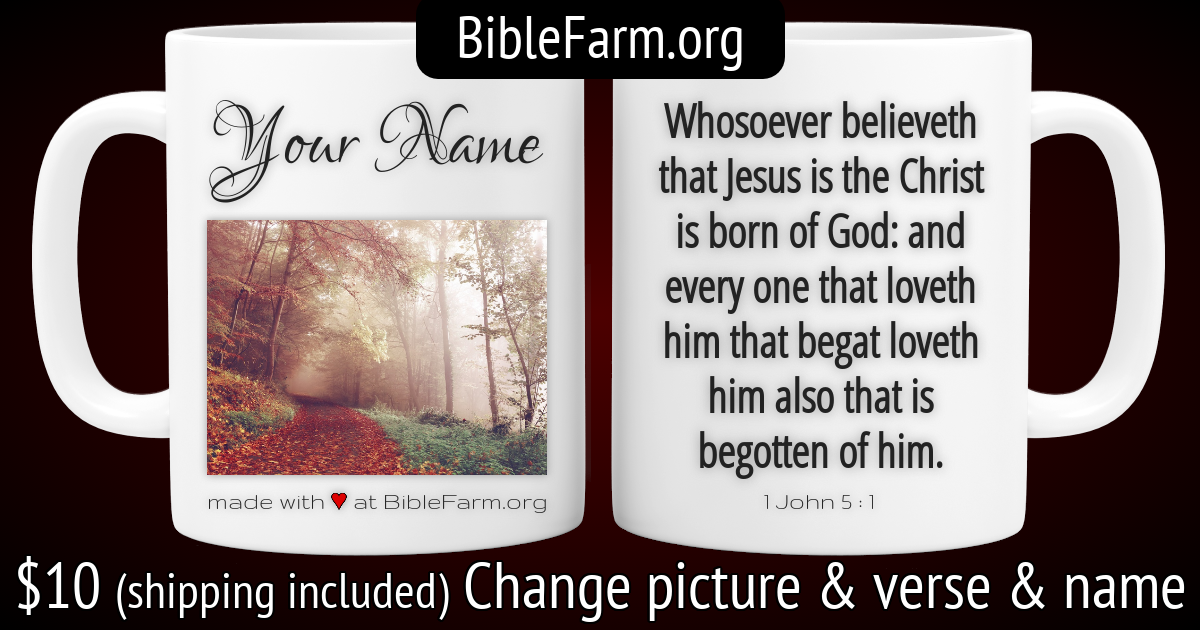 BibleFarm.org
Your Name
made with ♥ at BibleFarm.org
Whosoever believeth
that Jesus is the Christ
is born of God: and
every one that loveth
him that begat loveth
him also that is
begotten of him.
1 John 5 : 1
$10 (shipping included) Change picture & verse & name